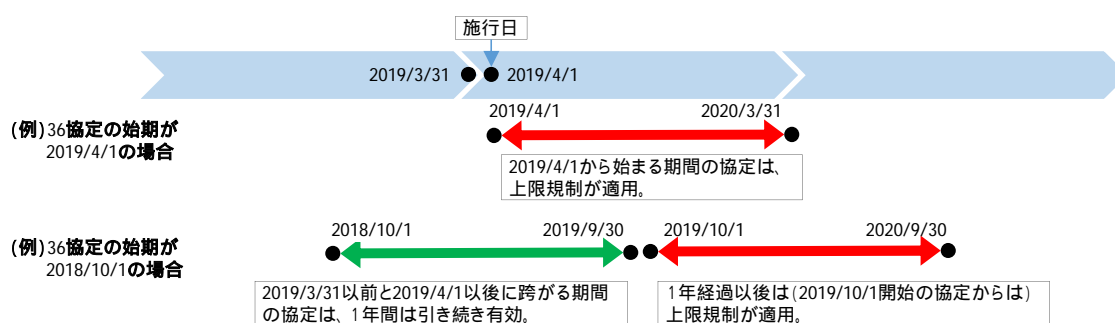 施行日
2019/3/31
2019/4/1
(例)36協定の始期が
2019/4/1の場合
2019/4/1
2020/3/31
2019/4/1から始まる期間の協定は、
上限規制が適用。
(例)36協定の始期が
2018/10/1の場合
2018/10/1
2019/9/30
2019/10/1
2020/9/30
2019/3/31以前と2019/4/1以後に跨がる期間
の協定は、1年間は引き続き有効。
1年経過以後は(2019/10/1開始の協定からは)
上限規制が適用。